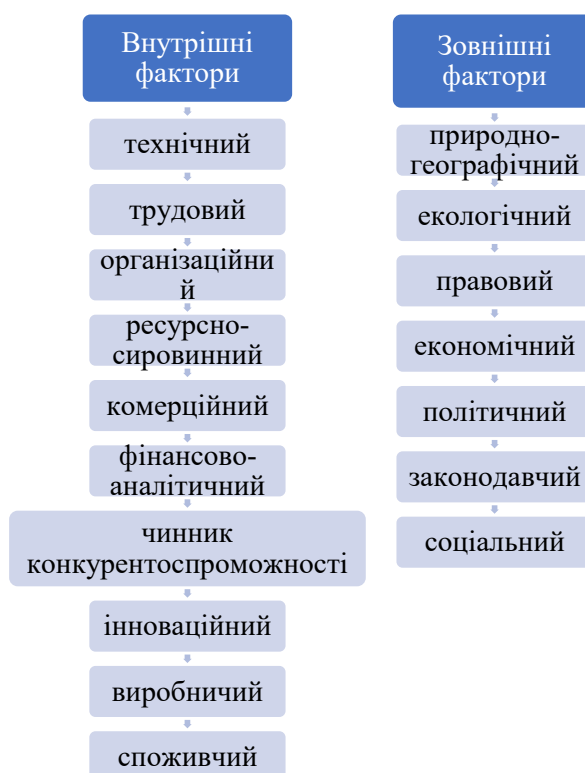 Внутрішні
фактори
технічний
трудовий
організаційни
й
ресурсно-
сировинний
комерційний
фінансово-
аналітичний
чинник
конкурентоспроможності
інноваційний
виробничий
споживчий
Зовнішні
фактори
природно-
географічний
екологічний
правовий
економічний
політичний
законодавчий
соціальний